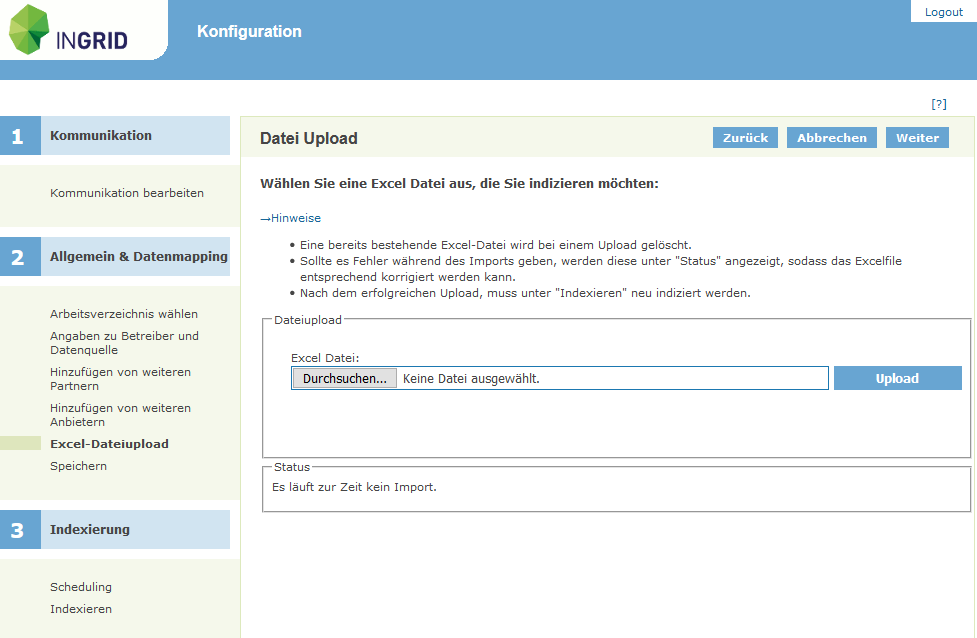 INGRID
Konfiguration
Logout
[?]
1 Kommunikation
Kommunikation bearbeiten
2 Allgemein & Datenmapping
Arbeitsverzeichnis wählen
Angaben zu Betreiber und
Datenquelle
Hinzufügen von weiteren
Partnern
Hinzufügen von weiteren
Anbietern
Excel-Dateiupload
Speichern
3 Indexierung
Scheduling
Indexieren
Datei Upload
Zurück Abbrechen Weiter
Wählen Sie eine Excel Datei aus, die Sie indizieren möchten:
→Hinweise
• Eine bereits bestehende Excel-Datei wird bei einem Upload gelöscht.
• Sollte es Fehler während des Imports geben, werden diese unter "Status" angezeigt, sodass das Excelfile
entsprechend korrigiert werden kann.
• Nach dem erfolgreichen Upload, muss unter "Indexieren" neu indiziert werden.
Dateiupload
Excel Datei:
Durchsuchen... Keine Datei ausgewählt. Upload
Status
Es läuft zur Zeit kein Import.